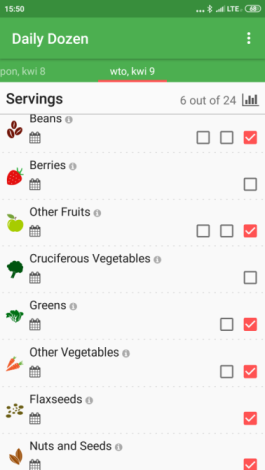 15:50
... LTE 68
Daily Dozen
pon, kwi 8
wto, kwi 9
Servings
6 out of 24
Beans
Berries
Other Fruits
Cruciferous Vegetables
Greens
Other Vegetables
Flaxseeds
Nuts and Seeds